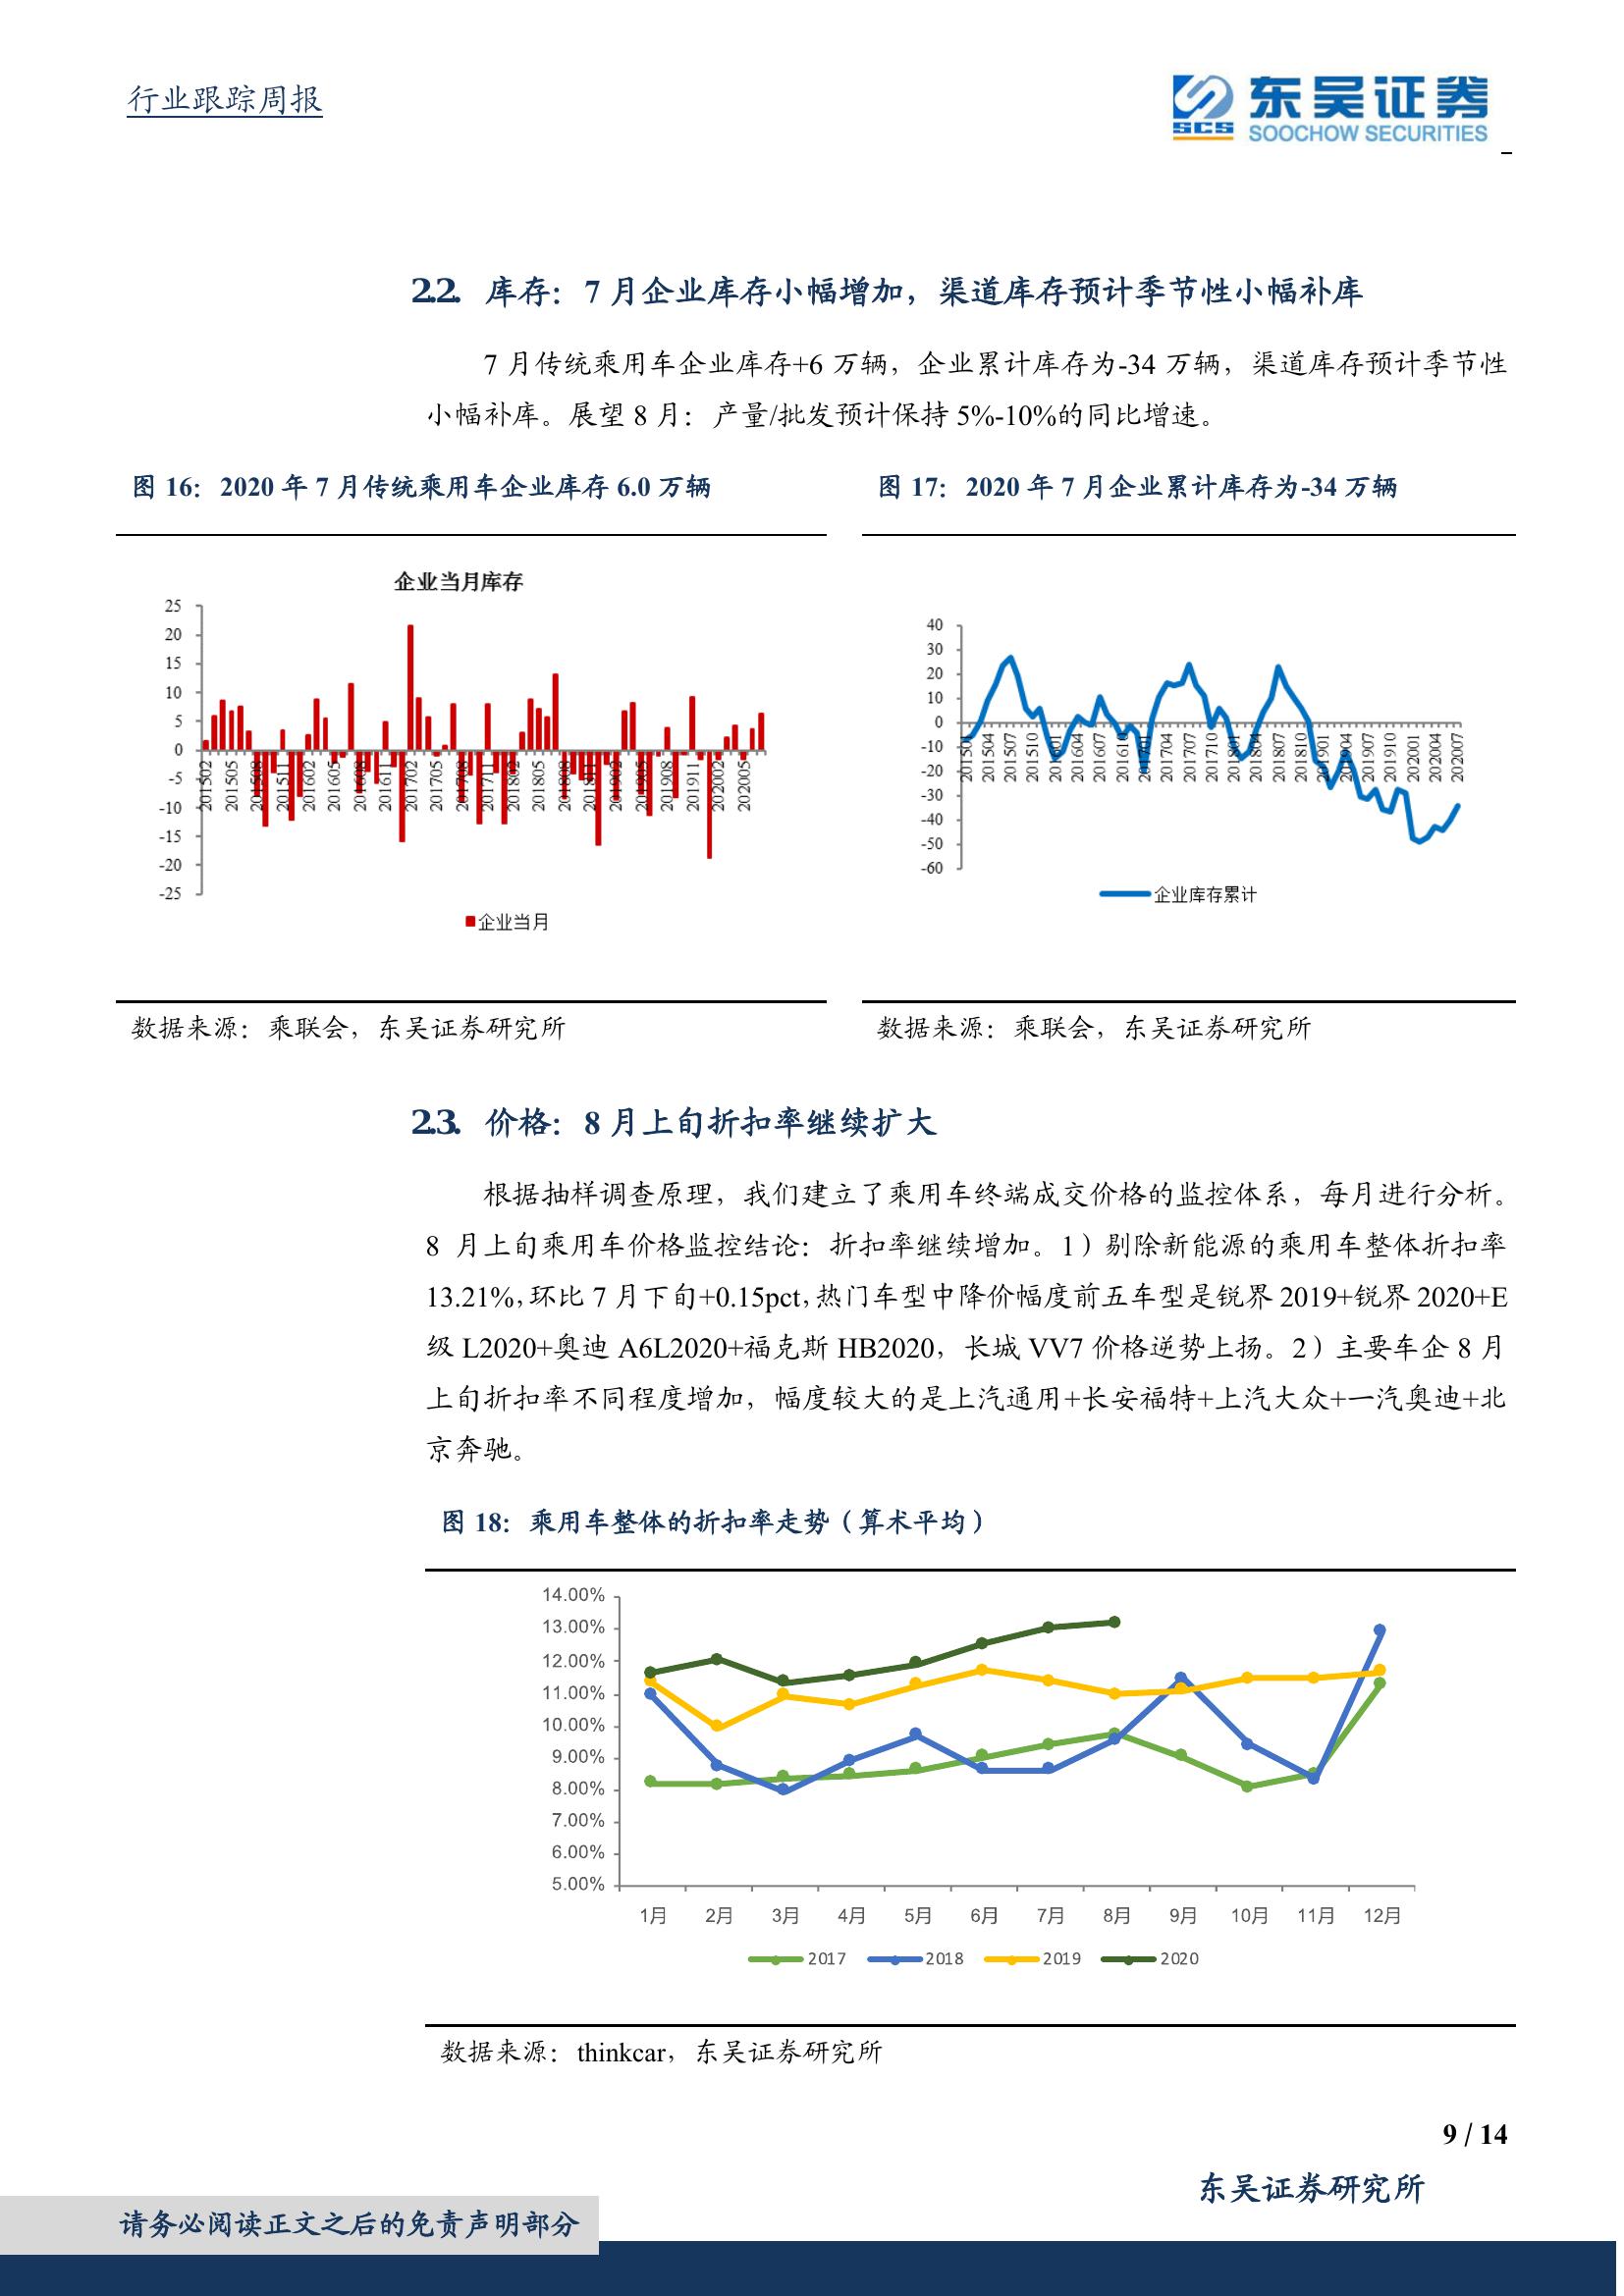 行业跟踪周报
SCS 东吴证券
SOOCHOW SECURITIES
2.2. 库存：7 月企业库存小幅增加，渠道库存预计季节性小幅补库
7 月传统乘用车企业库存+6 万辆，企业累计库存为-34 万辆，渠道库存预计季节性
小幅补库。展望 8 月：产量/批发预计保持 5%-10%的同比增速。
图 16：2020 年 7 月传统乘用车企业库存 6.0 万辆
企业当月库存
25
20
15
10
5
0
-5
-10
-15
-20
-25
201502 201505 201508 201511 201602 201605 201608 201611 201702 201705 201708 201711 201802 201805 201808 201811 201902 201905 201908 201911 202002 202005
企业当月
数据来源：乘联会，东吴证券研究所
图 17：2020 年 7 月企业累计库存为-34 万辆
40
30
20
10
0
-10
-20
-30
-40
-50
-60
201501 201504 201507 201510 201601 201604 201607 201610 201701 201704 201707 201710 201801 201804 201807 201810 201901 201904 201907 201910 202001 202004 202007
企业库存累计
数据来源：乘联会，东吴证券研究所
2.3. 价格：8 月上旬折扣率继续扩大
根据抽样调查原理，我们建立了乘用车终端成交价格的监控体系，每月进行分析。
8 月上旬乘用车价格监控结论：折扣率继续增加。1）剔除新能源的乘用车整体折扣率
13.21%,环比 7 月下旬+0.15pct,热门车型中降价幅度前五车型是锐界 2019+锐界 2020+E
级 L2020+奥迪 A6L2020+福克斯 HB2020，长城 VV7 价格逆势上扬。2）主要车企 8 月
上旬折扣率不同程度增加，幅度较大的是上汽通用+长安福特+上汽大众+一汽奥迪+北
京奔驰。
图 18：乘用车整体的折扣率走势（算术平均）
14.00%
13.00%
12.00%
11.00%
10.00%
9.00%
8.00%
7.00%
6.00%
5.00%
1月 2月 3月 4月 5月 6月 7月 8月 9月 10月 11月 12月
2017 2018 2019 2020
数据来源：thinkcar，东吴证券研究所
9 / 14
东吴证券研究所
请务必阅读正文之后的免责声明部分